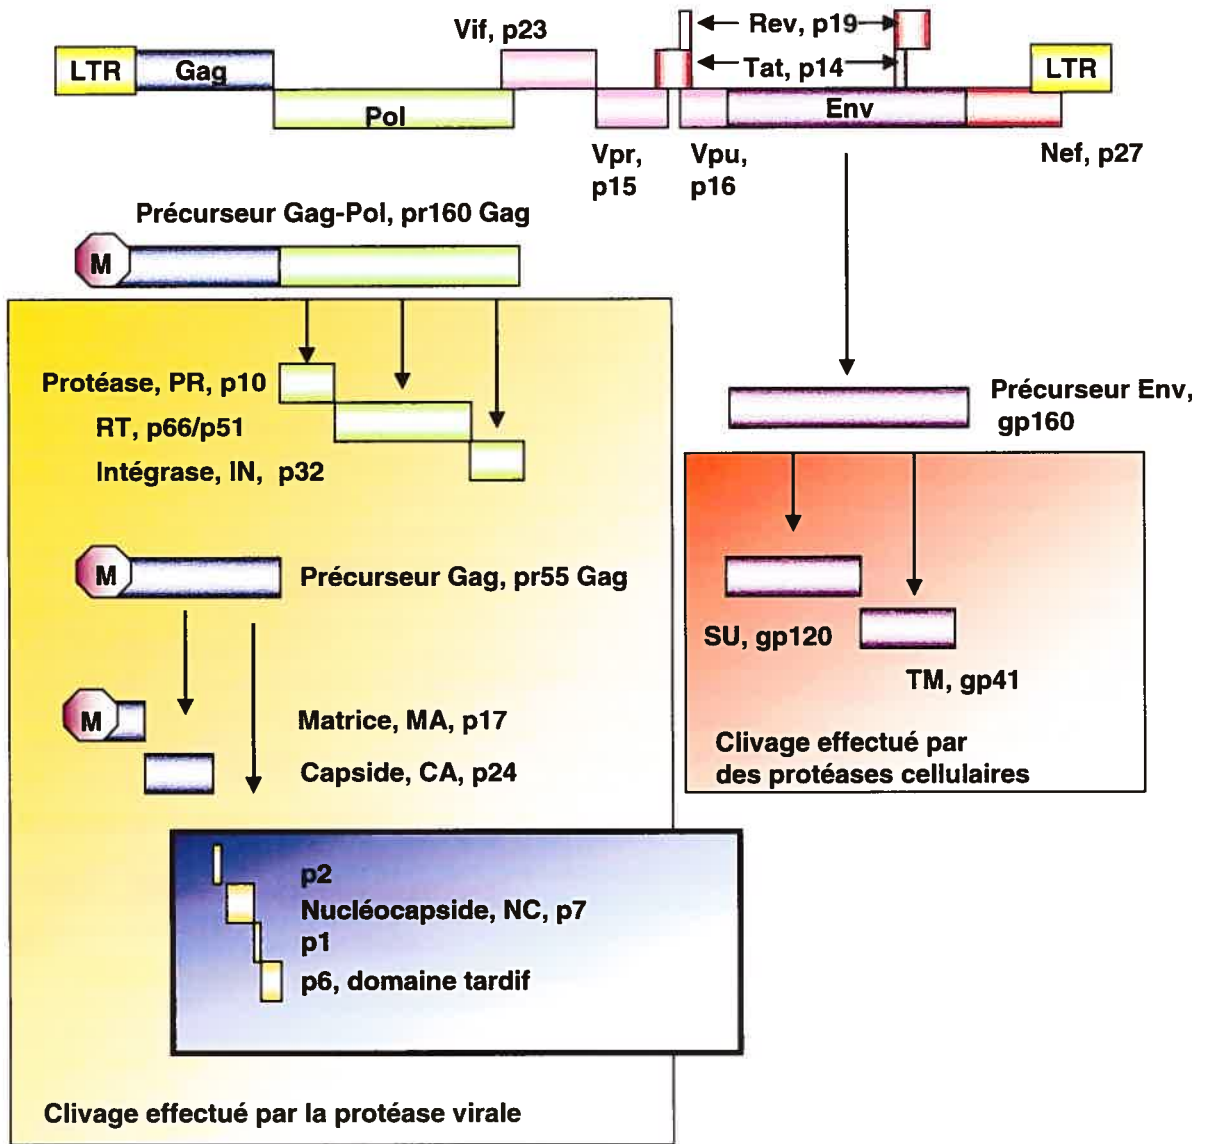 Rev, p19
Vif, p23
LTR
Gag
Tat, p14
LTR
Pol
Env
Vpr,
p15
Vpu,
p16
Nef, p27
Précurseur Gag-Pol, pr160 Gag
M
Protéase, PR, p10
RT, p66/p51
Intégrase, IN, p32
Précurseur Env,
gp160
M
Précurseur Gag, pr55 Gag
SU, gp120
TM, gp41
M
Matrice, MA, p17
Capside, CA, p24
Clivage effectué par
des protéases cellulaires
p2
Nucléocapside, NC, p7
p1
p6, domaine tardif
Clivage effectué par la protéase virale